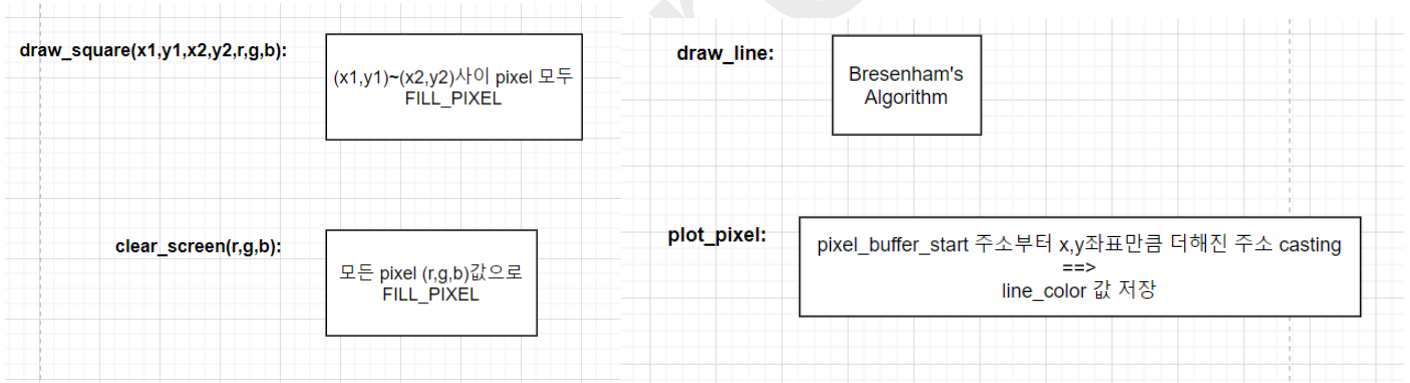 draw_square(x1,y1,x2,y2,r,g,b):
(x1,y1)~(x2,y2)사이 pixel 모두
FILL_PIXEL
clear_screen(r,g,b):
모든 pixel (r,g,b)값으로
FILL_PIXEL
draw_line:
Bresenham's
Algorithm
plot_pixel:
pixel_buffer_start 주소부터 x,y좌표만큼 더해진 주소 casting
==>
line_color 값 저장